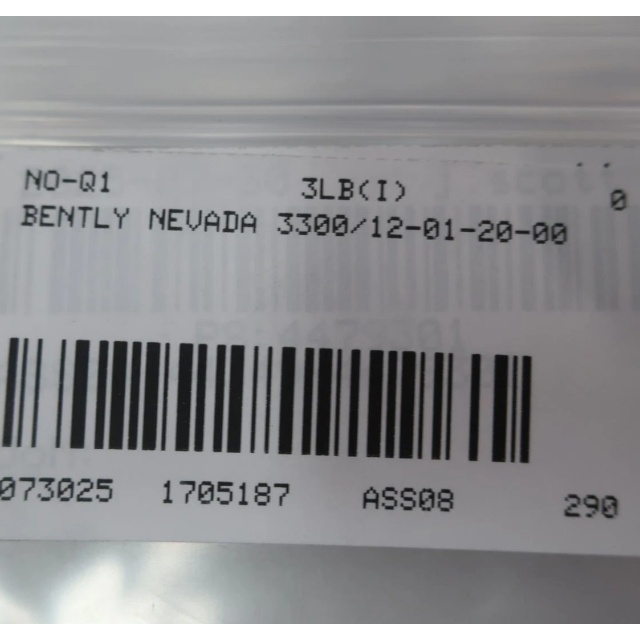 NO-Q1 3LB(I) 0
BENTLY NEVADA 3300/12-01-20-00
073025 1705187 ASS08 290